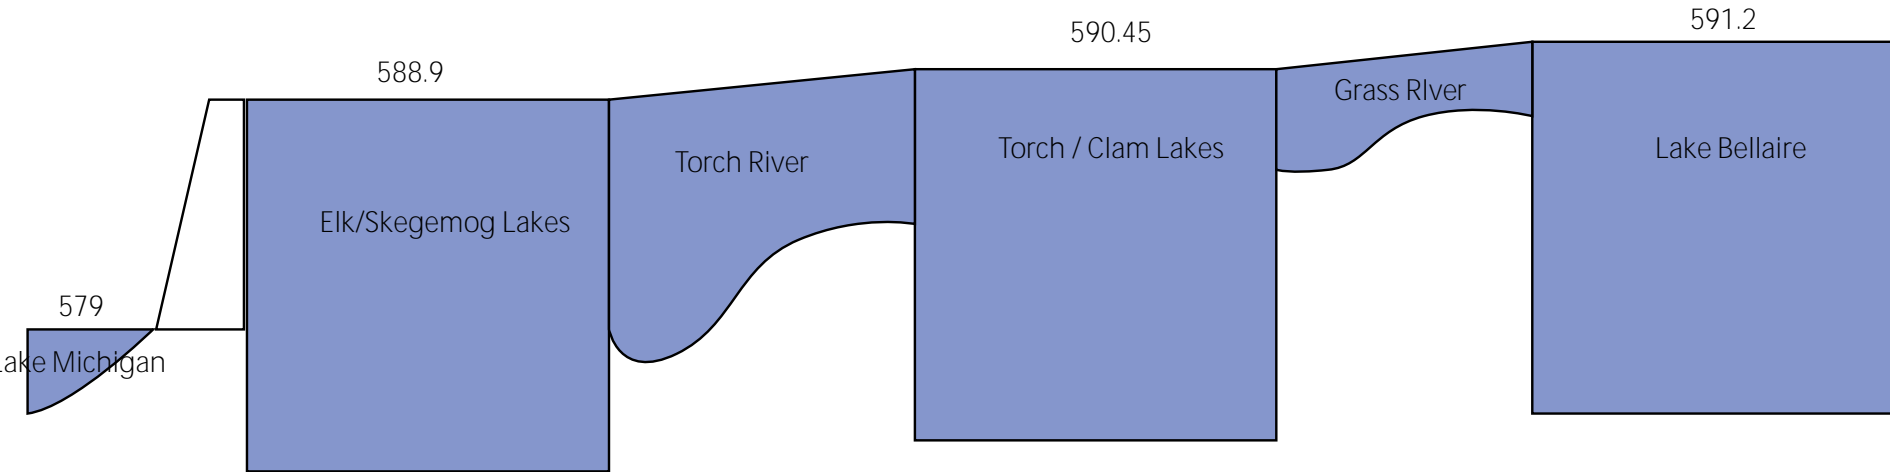 591.2
590.45
588.9
Grass RIver
Torch / Clam Lakes
Lake Bellaire
Torch River
Elk/Skegemog Lakes
579
Lake Michigan